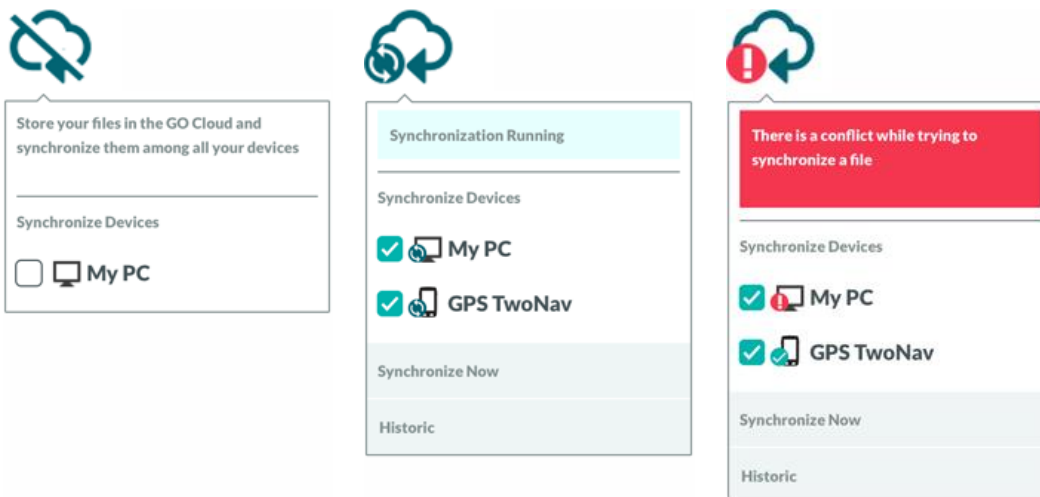 Store your files in the GO Cloud and
synchronize them among all your devices
Synchronize Devices
My PC
Synchronization Running
Synchronize Devices
My PC
GPS TwoNav
Synchronize Now
Historic
There is a conflict while trying to
synchronize a file
Synchronize Devices
My PC
GPS TwoNav
Synchronize Now
Historic